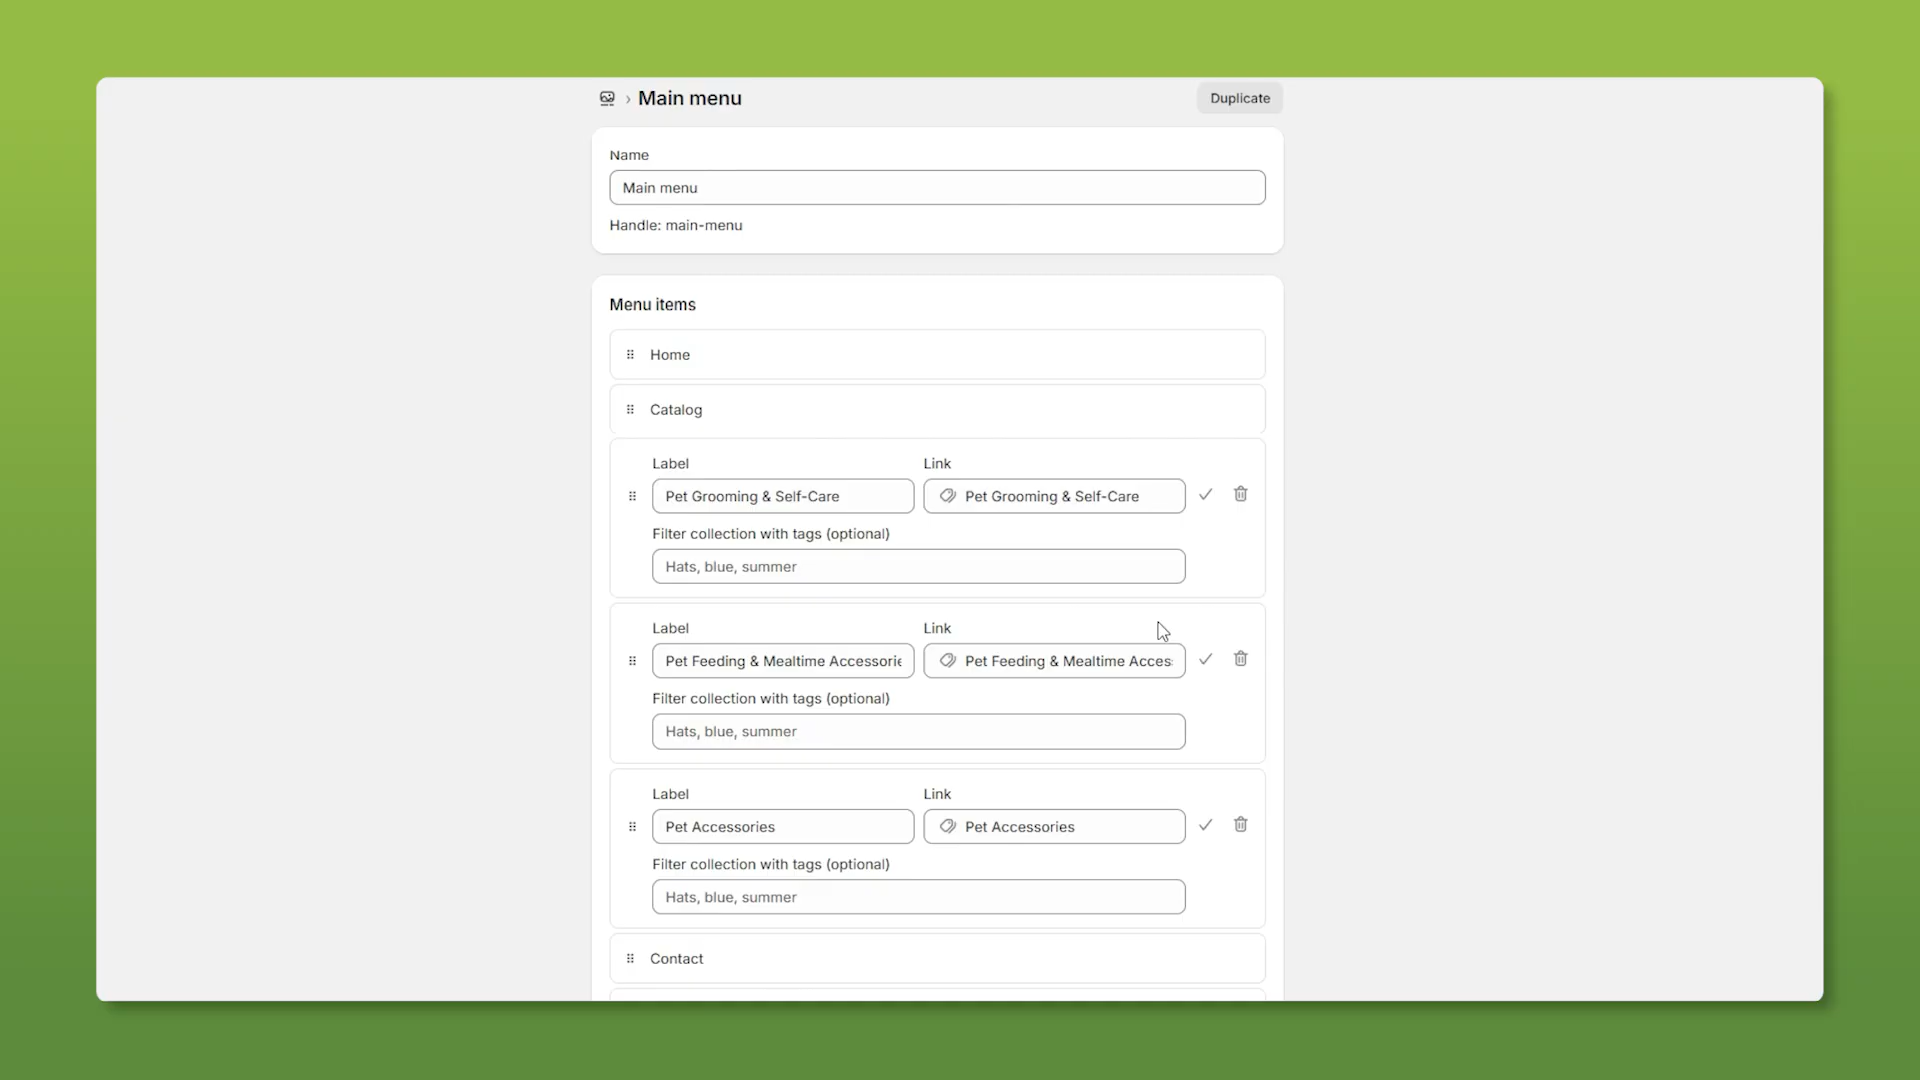 Main menu
Duplicate
Name
Main menu
Handle: main-menu
Menu items
Home
Catalog
Label Link
Pet Grooming & Self-Care Pet Grooming & Self-Care
Filter collection with tags (optional)
Hats, blue, summer
Label Link
Pet Feeding & Mealtime Accessorie Pet Feeding & Mealtime Acces
Filter collection with tags (optional)
Hats, blue, summer
Label Link
Pet Accessories Pet Accessories
Filter collection with tags (optional)
Hats, blue, summer
Contact